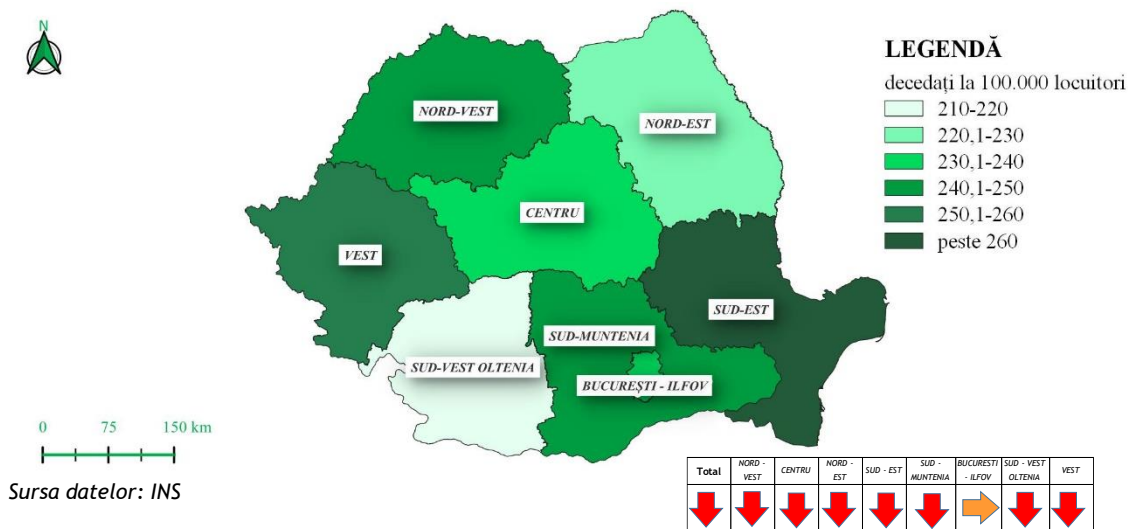 N
LEGENDĂ
decedați la 100.000 locuitori
210-220
220,1-230
230,1-240
240,1-250
250,1-260
peste 260
NORD-VEST
NORD-EST
CENTRU
VEST
SUD-EST
SUD-MUNTENIA
SUD-VEST OLTENIA
BUCUREȘTI - ILFOV
0 75 150 km
Sursa datelor: INS
Total
NORD - VEST
CENTRU
NORD - EST
SUD - EST
SUD - MUNTENIA
BUCURESTI - ILFOV
SUD - VEST OLTENIA
VEST